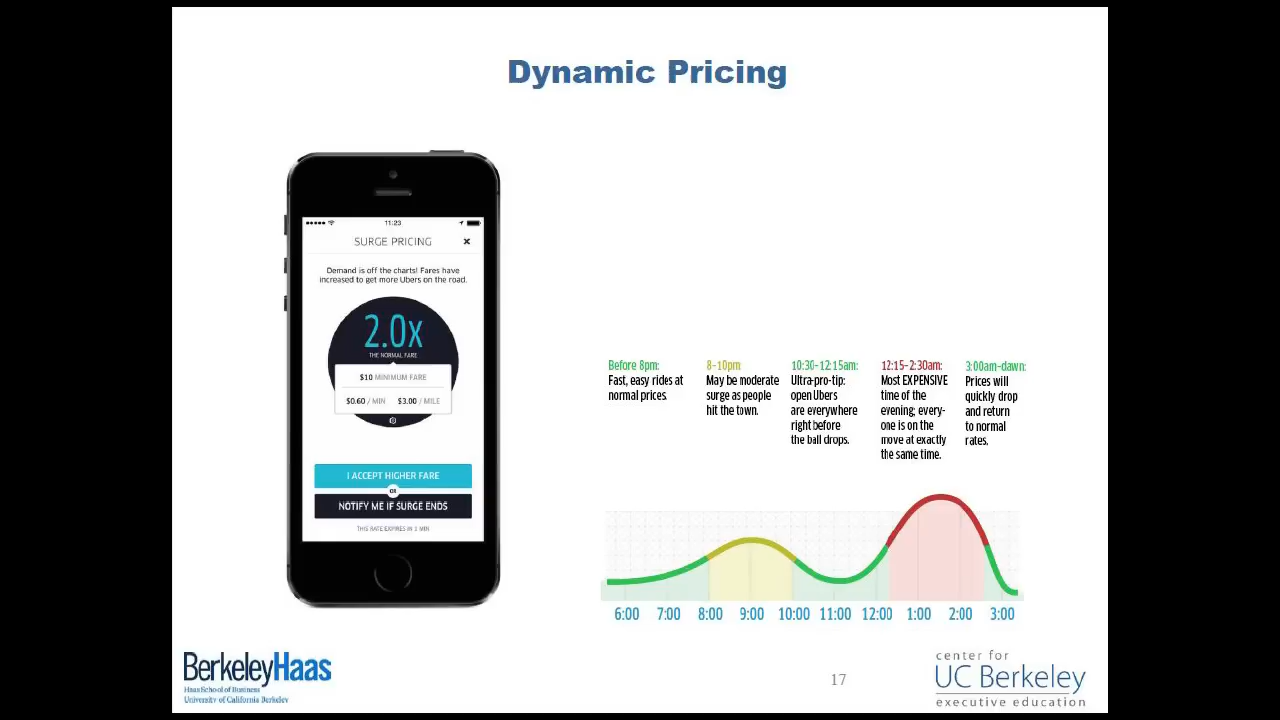 Dynamic Pricing
11:23
SURGE PRICING ×
Demand is off the charts! Fares have
increased to get more Ubers on the road.
2.0x
THE NORMAL FARE
$10 MINIMUM FARE
$0.60 / MIN $3.00 / MILE
I ACCEPT HIGHER FARE
OR
NOTIFY ME IF SURGE ENDS
THIS RATE EXPIRES IN 1 MIN
Before 8pm:
Fast, easy rides at
normal prices.
8-10pm
May be moderate
surge as people
hit the town.
10:30-12:15am:
Ultra-pro-tip:
open Ubers
are everywhere
right before
the ball drops.
12:15-2:30am:
Most EXPENSIVE
time of the
evening; every-
one is on the
move at exactly
the same time.
3:00am-dawn:
Prices will
quickly drop
and return
to normal
rates.
6:00 7:00 8:00 9:00 10:00 11:00 12:00 1:00 2:00 3:00
BerkeleyHaas
Haas School of Business
University of California Berkeley
17
center for
UC Berkeley
executive education